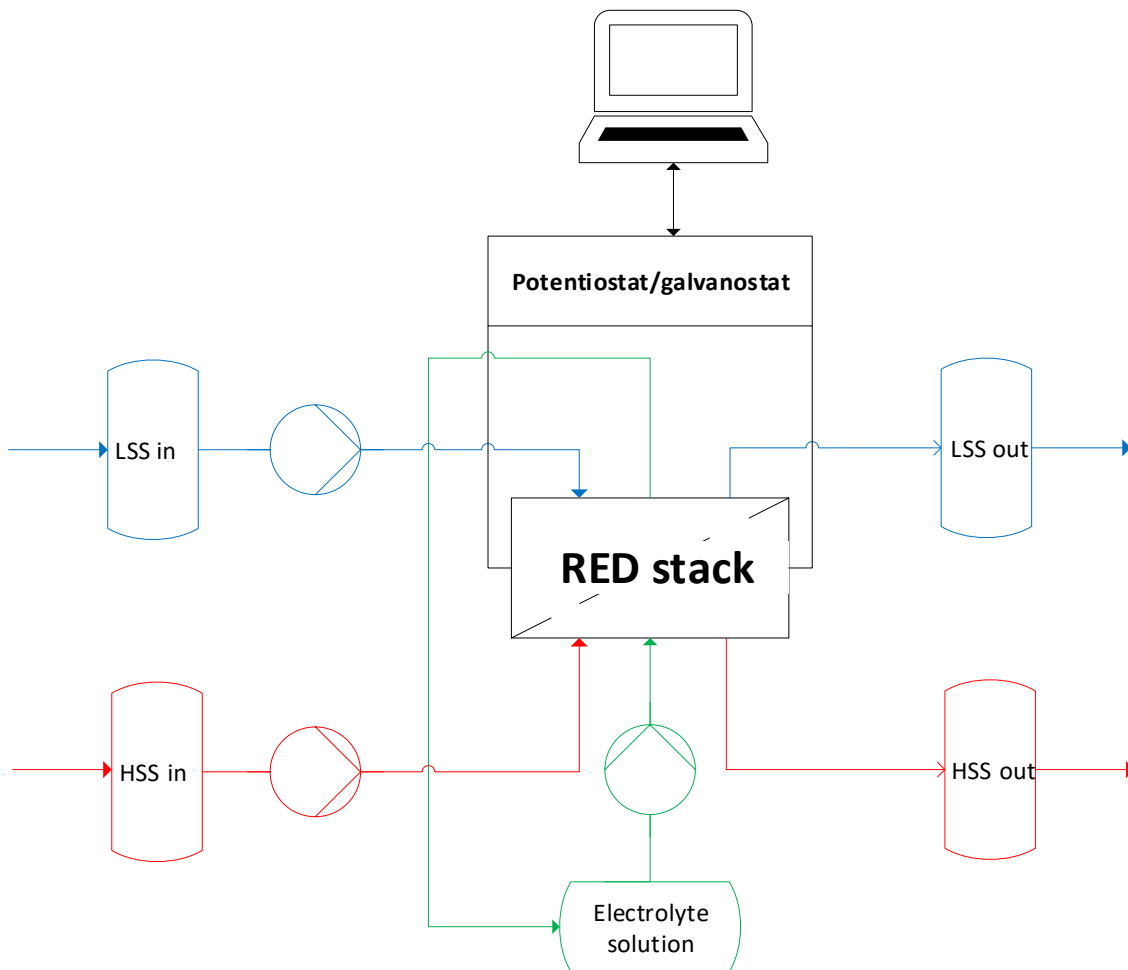 Potentiostat/galvanostat
LSS in
LSS out
RED stack
HSS in
HSS out
Electrolyte
solution